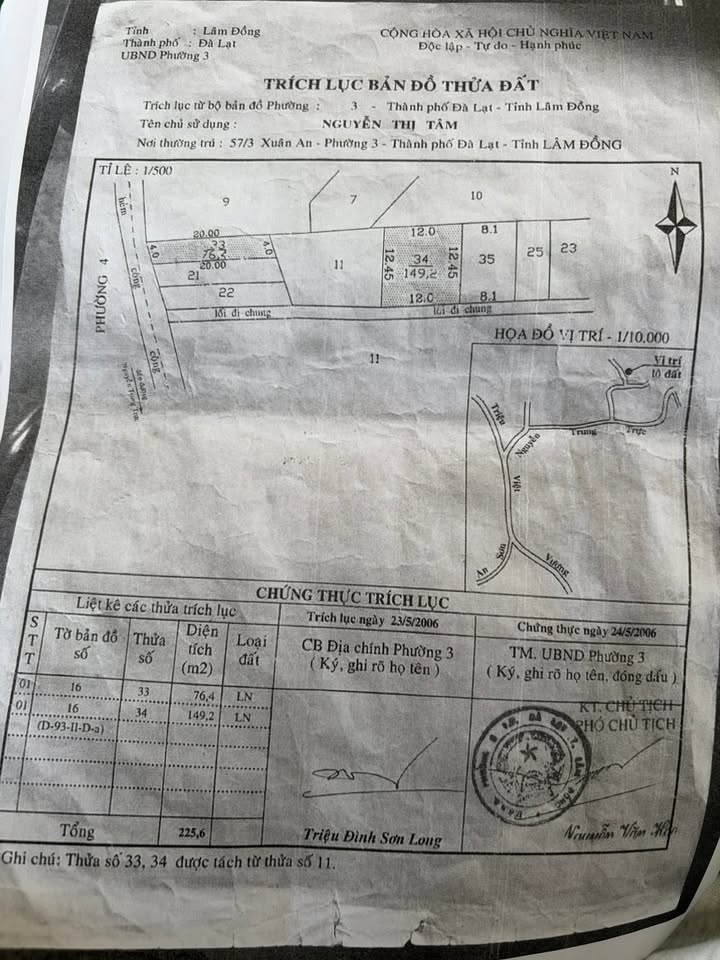 Tỉnh : Lâm Đồng
Thành phố : Đà Lạt
UBND Phường 3
CỘNG HÒA XÃ HỘI CHỦ NGHĨA VIỆT NAM
Độc lập - Tự do - Hạnh phúc
TRÍCH LỤC BẢN ĐỒ THỬA ĐẤT
Trích lục từ bộ bản đồ Phường : 3 - Thành phố Đà Lạt - Tỉnh Lâm Đồng
Tên chủ sử dụng : NGUYỄN THỊ TÂM
Nơi thường trú : 57/3 Xuân An - Phường 3 - Thành phố Đà Lạt - Tỉnh LÂM ĐỒNG
TỈ LỆ : 1/500
N
9
7
10
hẻm
công
cộng
PHƯỜNG 4
20.00
4.0
33
4.0
20.00
21
22
11
12.0
12.45
34
149,2
12.45
12.0
8.1
35
8.1
25
23
lối đi chung
lối đi chung
11
HỌA ĐỒ VỊ TRÍ - 1/10.000
Vị trí
lô đất
Triệu
Việt
Vương
Nguyễn
Trung
Trực
An
Sơn
CHỨNG THỰC TRÍCH LỤC
Liệt kê các thửa trích lục
Trích lục ngày 23/5/2006
Chứng thực ngày 24/5/2006
STT
Tờ bản đồ số
Thửa số
Diện tích (m2)
Loại đất
CB Địa chính Phường 3
( Ký, ghi rõ họ tên )
TM. UBND Phường 3
( Ký, ghi rõ họ tên, đóng dấu )
01 16 33 76,4 LN
01 16 34 149,2 LN
(D-93-II-D-a)
KT. CHỦ TỊCH
PHÓ CHỦ TỊCH
Tổng 225,6
Triệu Đình Sơn Long
Nguyễn Văn
Ghi chú: Thửa số 33, 34 được tách từ thửa số 11.